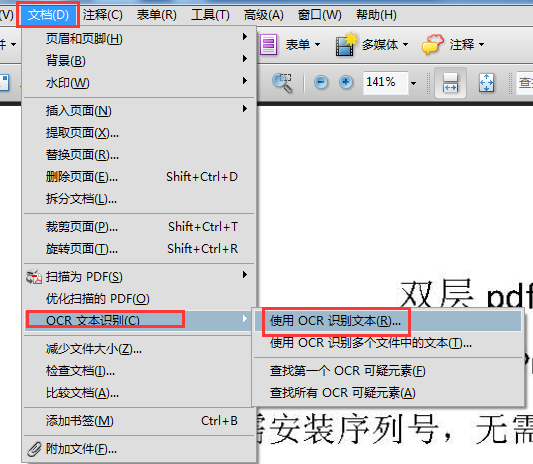 (V) 文档(D) 注释(C) 表单(R) 工具(T) 高级(A) 窗口(W) 帮助(H)
件 表单 多媒体 注释
141% 查
页眉和页脚(H)
背景(B)
水印(W)
插入页面(N)
提取页面(X)...
替换页面(R)...
删除页面(E)... Shift+Ctrl+D
拆分文档(L)...
裁剪页面(P)... Shift+Ctrl+T
旋转页面(T)... Shift+Ctrl+R
扫描为 PDF(S)
优化扫描的 PDF(O)
双层 pdf
OCR 文本识别(C) 使用 OCR 识别文本(R)...
使用 OCR 识别多个文件中的文本(T)...
减少文件大小(Z)...
检查文档(I)... 查找第一个 OCR 可疑元素(F)
比较文档(A)... 查找所有 OCR 可疑元素(A)
添加书签(M) Ctrl+B
需安装序列号，无需
附加文件(F)...